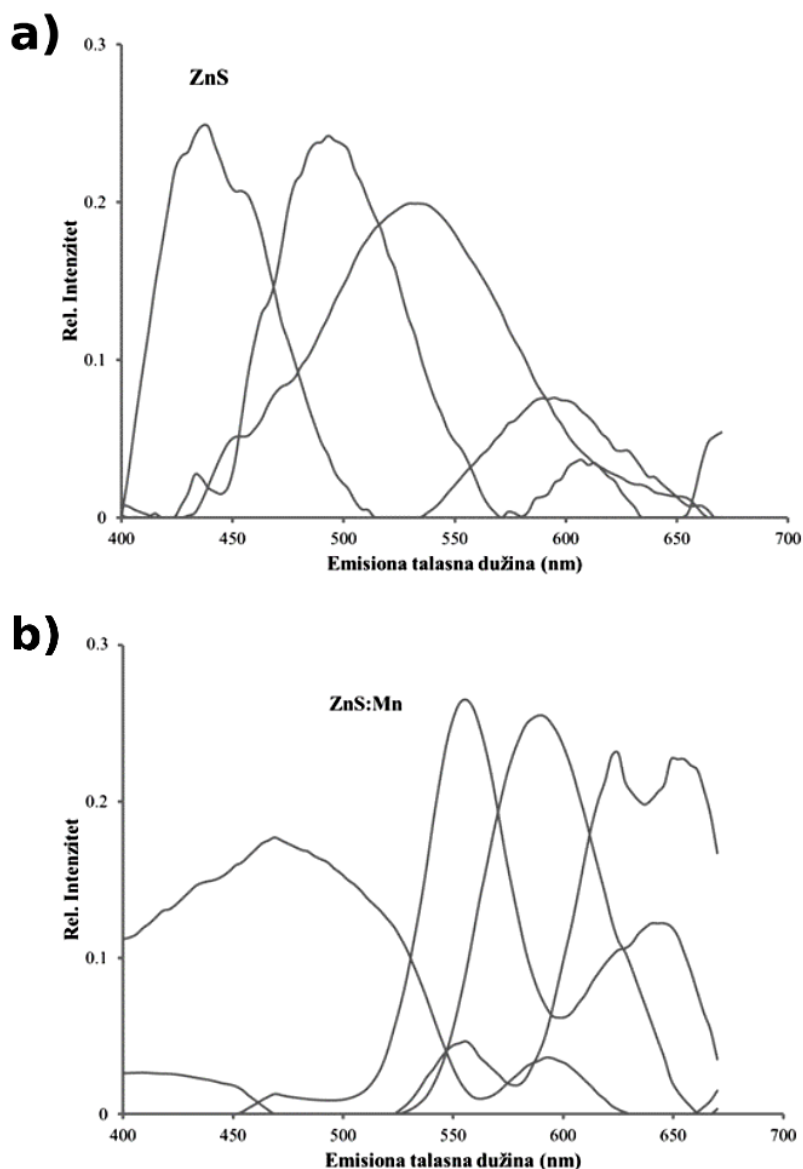 a)
0.3
ZnS
0.2
Rel. Intenzitet
0.1
0
400 450 500 550 600 650 700
Emisiona talasna dužina (nm)
b)
0.3
ZnS:Mn
0.2
Rel. Intenzitet
0.1
0
400 450 500 550 600 650 700
Emisiona talasna dužina (nm)